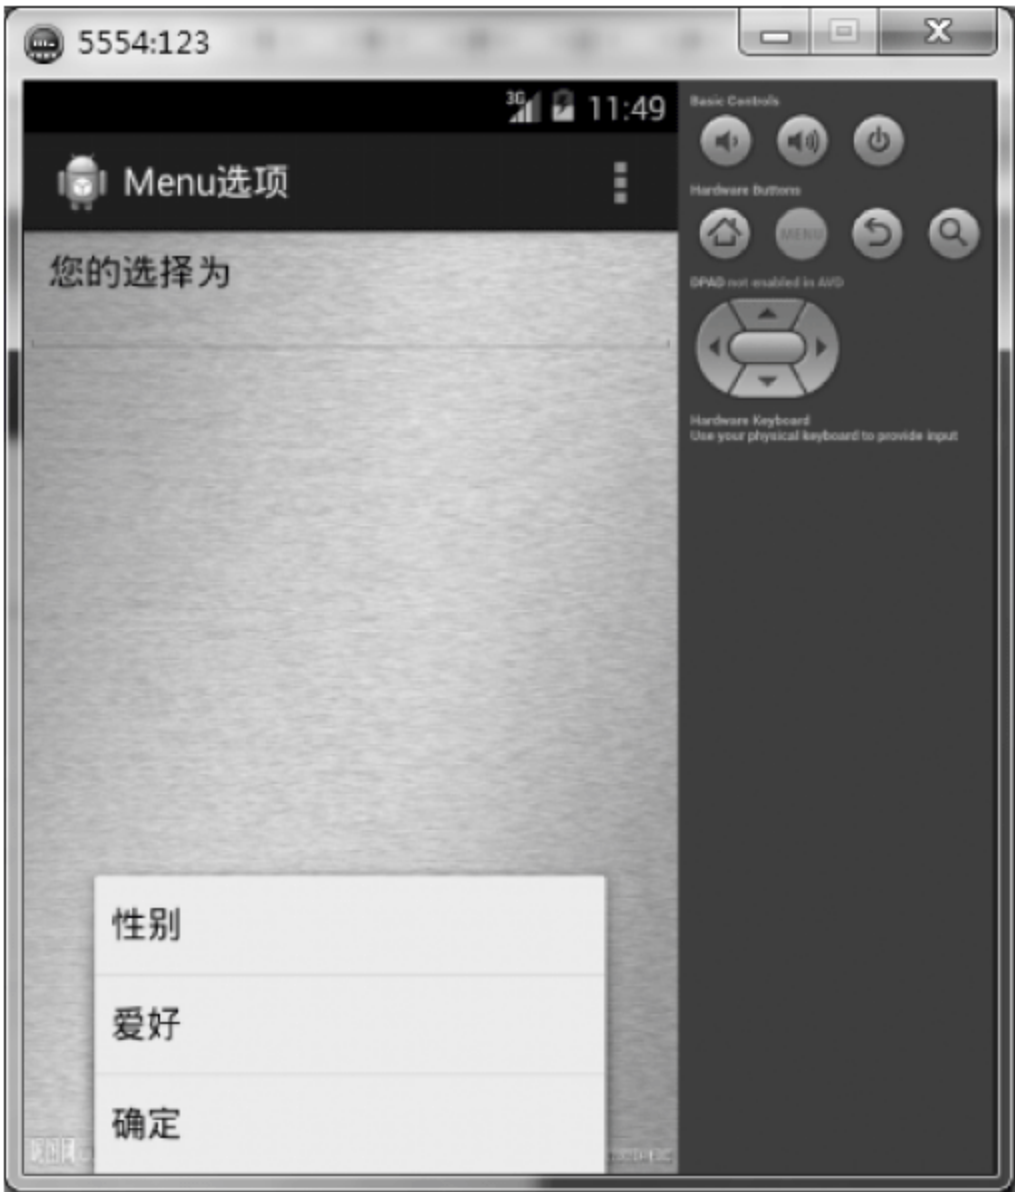 5554:123
3G 11:49
Menu选项
您的选择为
性别
爱好
确定
Basic Controls
Hardware Buttons
MENU
DPAD not enabled in AVD
Hardware Keyboard
Use your physical keyboard to provide input